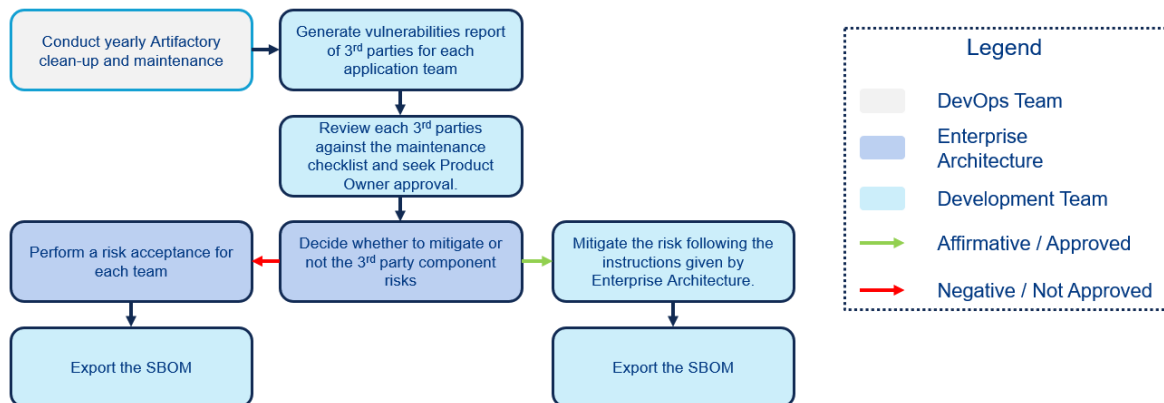 Conduct yearly Artifactory
clean-up and maintenance
Generate vulnerabilities report
of 3rd parties for each
application team
Review each 3rd parties
against the maintenance
checklist and seek Product
Owner approval.
Perform a risk acceptance for
each team
Decide whether to mitigate or
not the 3rd party component
risks
Mitigate the risk following the
instructions given by
Enterprise Architecture.
Export the SBOM
Export the SBOM
Legend
DevOps Team
Enterprise
Architecture
Development Team
Affirmative / Approved
Negative / Not Approved